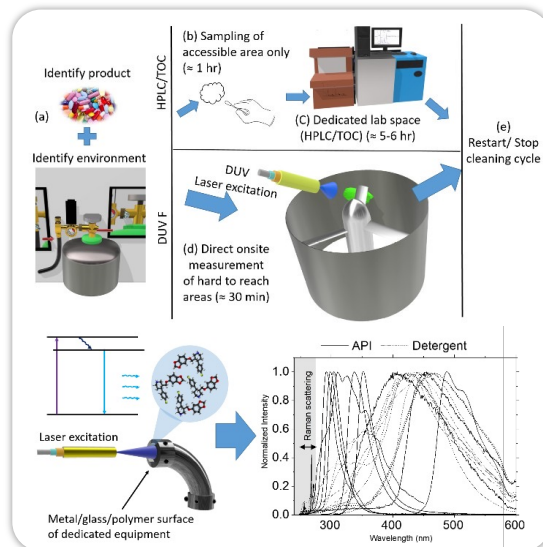 HPLC/TOC
(b) Sampling of
accessible area only
(≈ 1 hr)
Identify product
(a)
Identify environment
(C) Dedicated lab space
(HPLC/TOC) (≈ 5-6 hr)
(e)
Restart/ Stop
cleaning cycle
DUV F
DUV
Laser excitation
(d) Direct onsite
measurement
of hard to reach
areas (≈ 30 min)
Laser excitation
Metal/glass/polymer surface
of dedicated equipment
API
Detergent
Normalized Intensity
1.0
0.8
0.6
0.4
0.2
0.0
Raman scattering
300
400
500
600
Wavelength (nm)